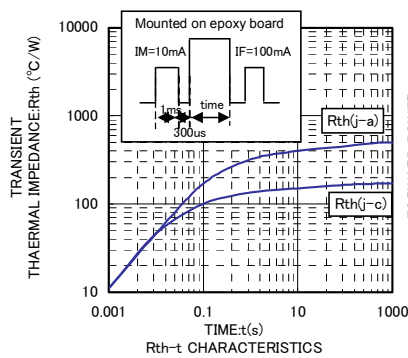 Mounted on epoxy board
IM=10mA
IF=100mA
1ms
time
300us
TRANSIENT
THAERMAL IMPEDANCE:Rth (°C/W)
10000
1000
100
10
Rth(j-a)
Rth(j-c)
0.001
0.1
10
1000
TIME:t(s)
Rth-t CHARACTERISTICS